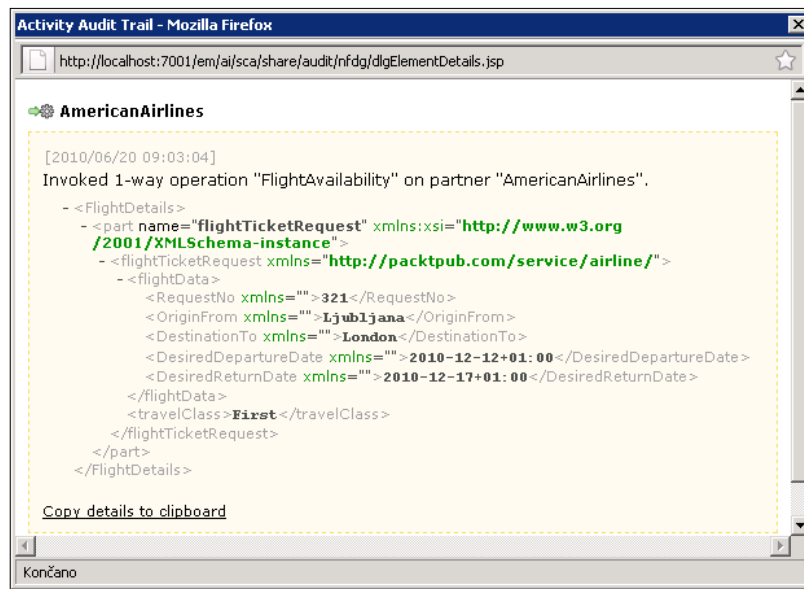 Activity Audit Trail - Mozilla Firefox
http://localhost:7001/em/ai/sca/share/audit/nfdg/dlgElementDetails.jsp
AmericanAirlines
[2010/06/20 09:03:04]
Invoked 1-way operation "FlightAvailability" on partner "AmericanAirlines".
- <FlightDetails>
- <part name="flightTicketRequest" xmlns:xsi="http://www.w3.org
/2001/XMLSchema-instance">
- <flightTicketRequest xmlns="http://packtpub.com/service/airline/">
- <flightData>
<RequestNo xmlns="">321</RequestNo>
<OriginFrom xmlns="">Ljubljana</OriginFrom>
<DestinationTo xmlns="">London</DestinationTo>
<DesiredDepartureDate xmlns="">2010-12-12+01:00</DesiredDepartureDate>
<DesiredReturnDate xmlns="">2010-12-17+01:00</DesiredReturnDate>
</flightData>
<travelClass>First</travelClass>
</flightTicketRequest>
</part>
</FlightDetails>
Copy details to clipboard
Končano